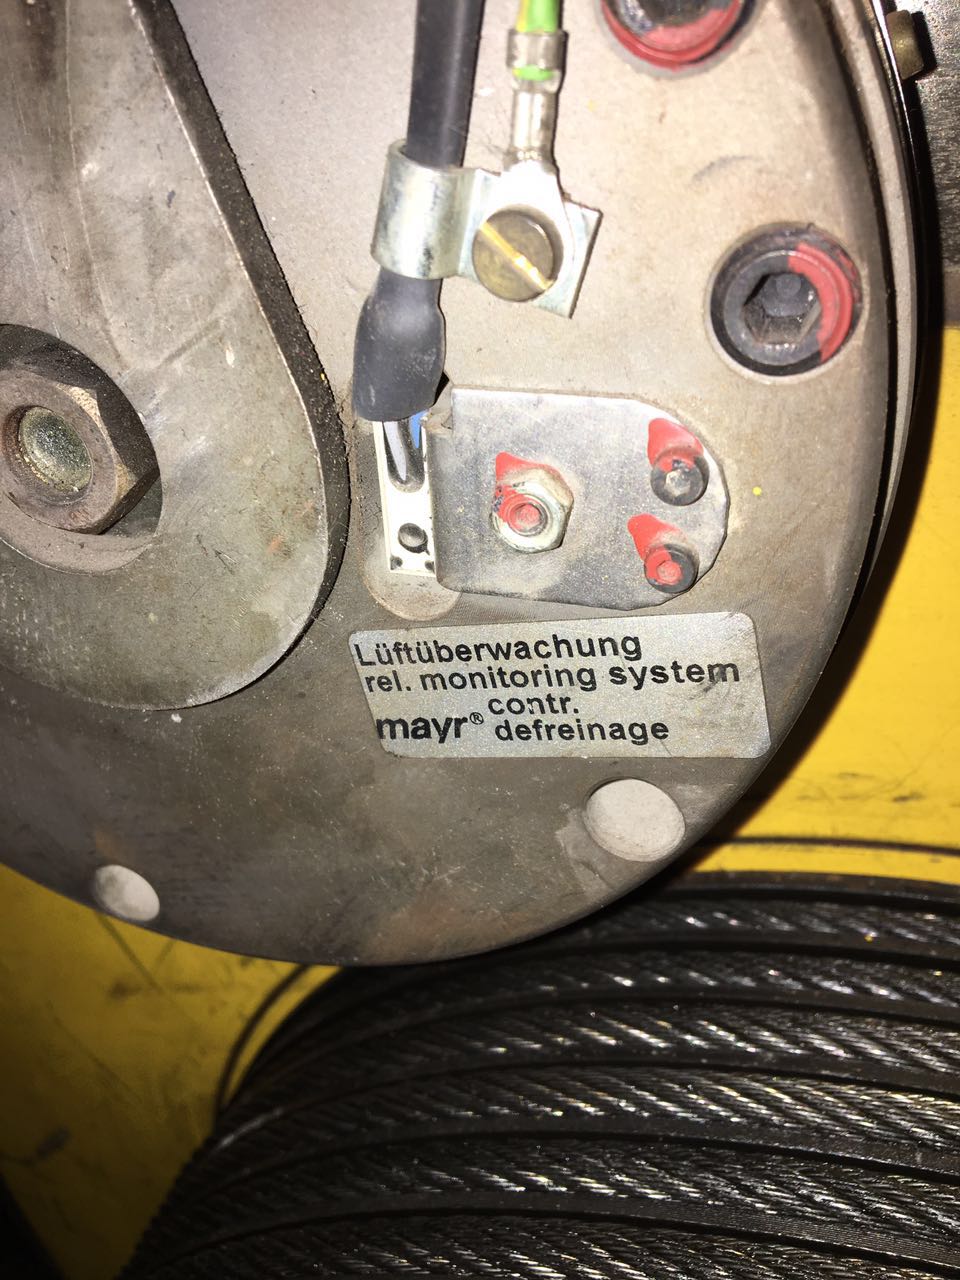 Lüftüberwachung
rel. monitoring system
contr.
mayr® defreinage